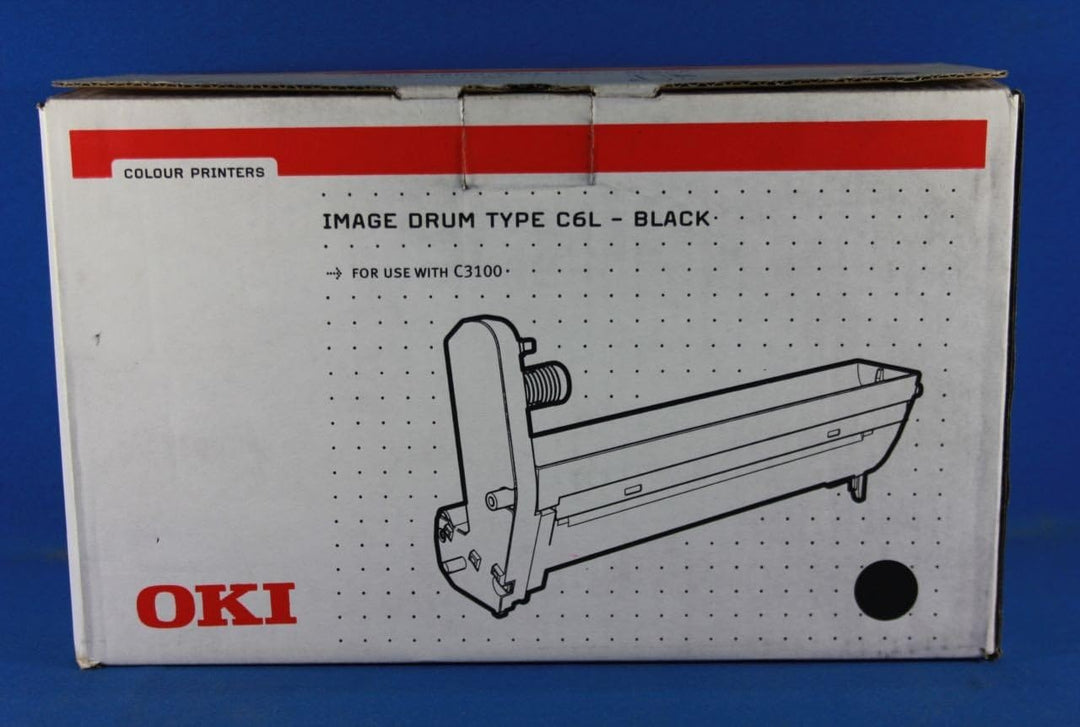 COLOUR PRINTERS
IMAGE DRUM TYPE C6L - BLACK
FOR USE WITH C3100
OKI